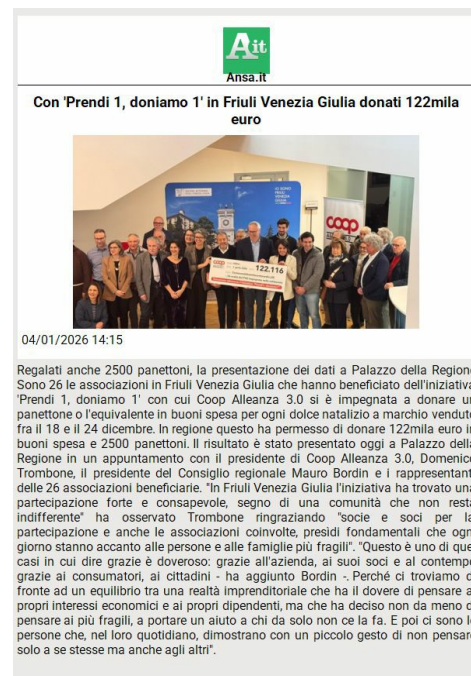 Ait
Ansa.it
Con 'Prendi 1, doniamo 1' in Friuli Venezia Giulia donati 122mila
euro
IO SONO
FRIULI
VENEZIA
GIULIA
coop
coop
122.116
04/01/2026 14:15
Regalati anche 2500 panettoni, la presentazione dei dati a Palazzo della Regione
Sono 26 le associazioni in Friuli Venezia Giulia che hanno beneficiato dell'iniziativa
'Prendi 1, doniamo 1' con cui Coop Alleanza 3.0 si è impegnata a donare un
panettone o l'equivalente in buoni spesa per ogni dolce natalizio a marchio vendut
fra il 18 e il 24 dicembre. In regione questo ha permesso di donare 122mila euro in
buoni spesa e 2500 panettoni. Il risultato è stato presentato oggi a Palazzo della
Regione in un appuntamento con il presidente di Coop Alleanza 3.0, Domenico
Trombone, il presidente del Consiglio regionale Mauro Bordin e i rappresentant
delle 26 associazioni beneficiarie. "In Friuli Venezia Giulia l'iniziativa ha trovato una
partecipazione forte e consapevole, segno di una comunità che non resta
indifferente" ha osservato Trombone ringraziando "socie e soci per la
partecipazione e anche le associazioni coinvolte, presìdi fondamentali che ogn
giorno stanno accanto alle persone e alle famiglie più fragili". "Questo è uno di que
casi in cui dire grazie è doveroso: grazie all'azienda, ai suoi soci e al contempo
grazie ai consumatori, ai cittadini - ha aggiunto Bordin -. Perché ci troviamo d
fronte ad un equilibrio tra una realtà imprenditoriale che ha il dovere di pensare a
propri interessi economici e ai propri dipendenti, ma che ha deciso non da meno d
pensare ai più fragili, a portare un aiuto a chi da solo non ce la fa. E poi ci sono le
persone che, nel loro quotidiano, dimostrano con un piccolo gesto di non pensare
solo a se stesse ma anche agli altri".